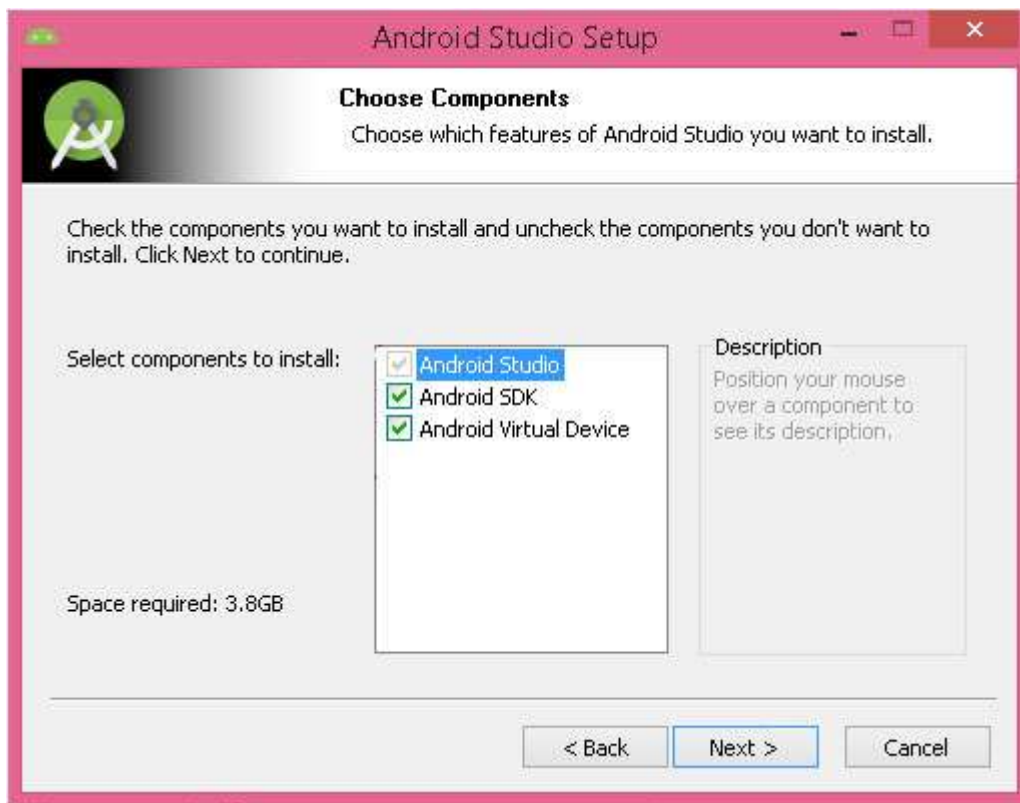 Android Studio Setup
Choose Components
Choose which features of Android Studio you want to install.
Check the components you want to install and uncheck the components you don't want to
install. Click Next to continue.
Select components to install:
Android Studio
Android SDK
Android Virtual Device
Description
Position your mouse
over a component to
see its description.
Space required: 3.8GB
< Back
Next >
Cancel